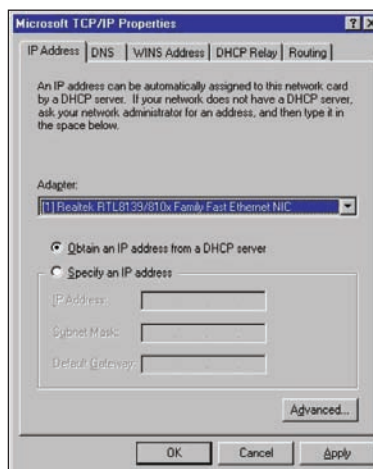 Microsoft TCP/IP Properties
IP Address DNS WINS Address DHCP Relay Routing
An IP address can be automatically assigned to this network card
by a DHCP server. If your network does not have a DHCP server,
ask your network administrator for an address, and then type it in
the space below.
Adapter:
[1] Realtek RTL8139/810x Family Fast Ethernet NIC
Obtain an IP address from a DHCP server
Specify an IP address
IP Address:
Subnet Mask:
Default Gateway:
Advanced...
OK Cancel Apply